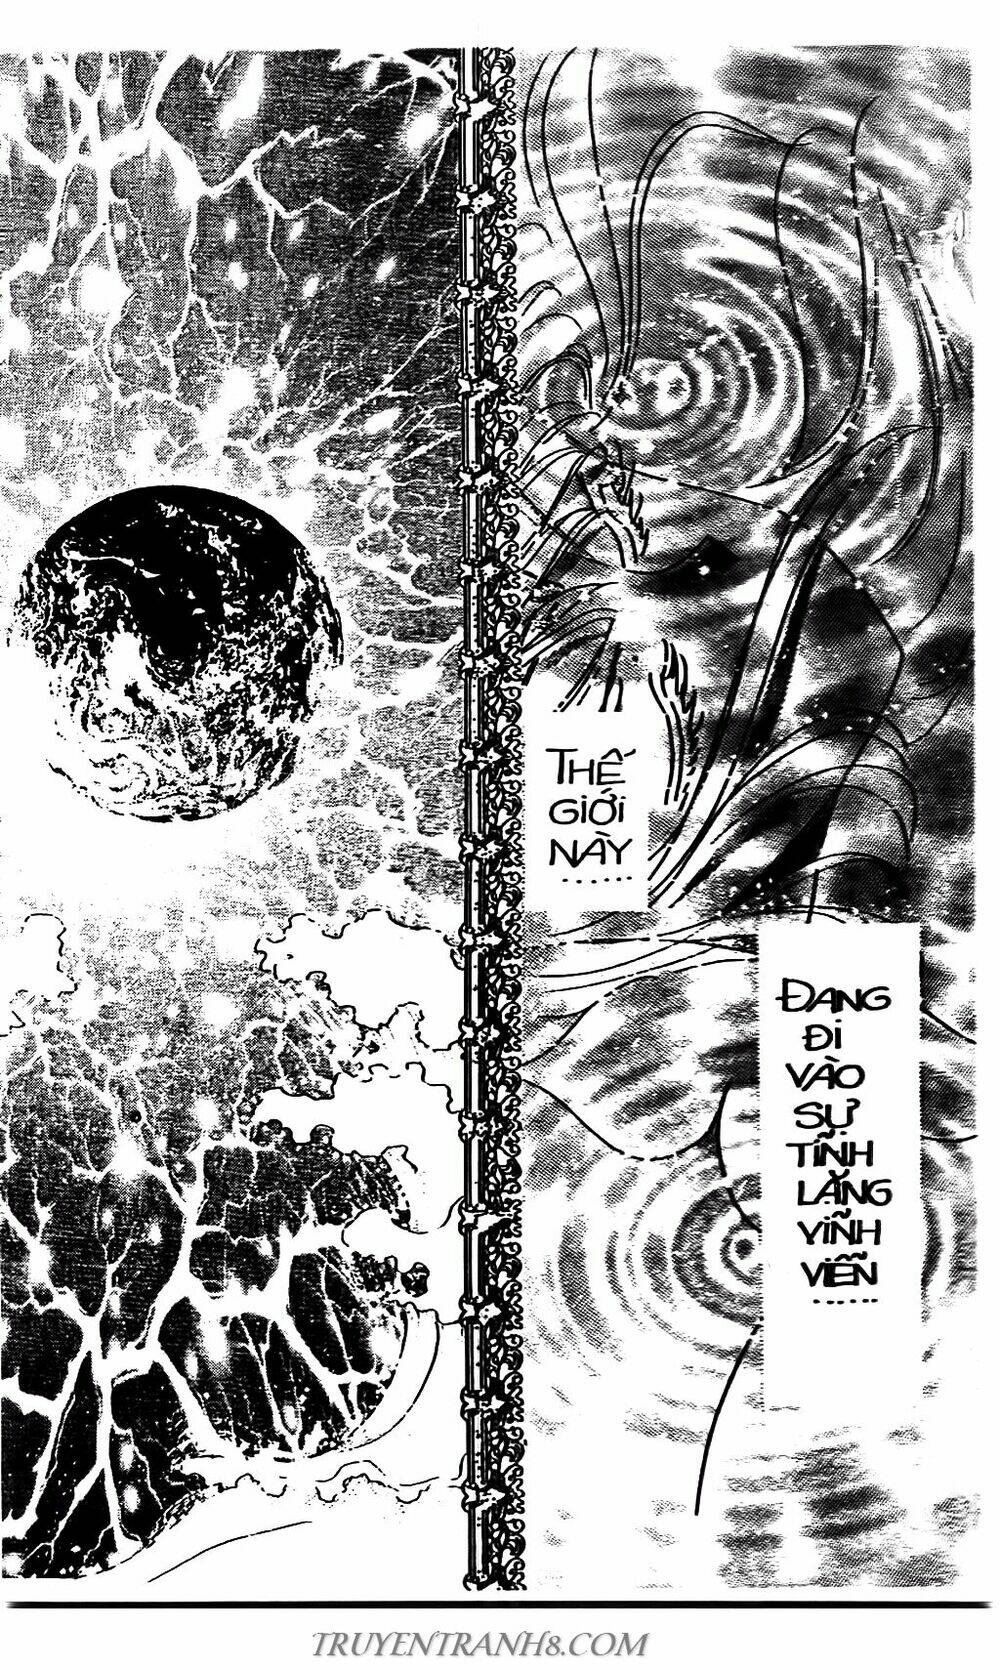 THẾ
GIỚI
NÀY
.......
ĐANG
ĐI
VÀO
SỰ
TĨNH
LẶNG
VĨNH
VIỄN
.......
TRUYENTRANH8.COM